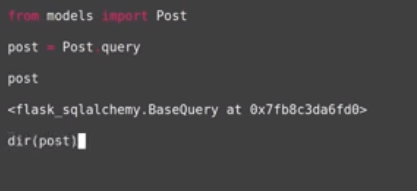 from models import Post
post = Post.query
post
<flask_sqlalchemy.BaseQuery at 0x7fb8c3da6fd0>
dir(post)